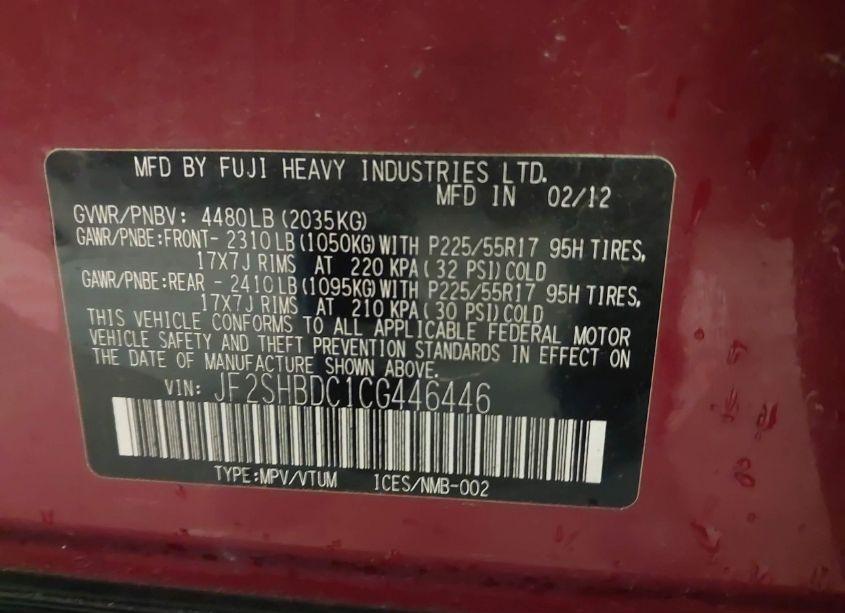 MFD BY FUJI HEAVY INDUSTRIES LTD.
MFD IN 02/12
GVWR/PNBV: 4480LB(2035KG)
GAWR/PNBE:FRONT- 2310LB(1050KG)WITH P225/55R17 95H TIRES,
17X7J RIMS AT 220 KPA( 32 PSI)COLD
GAWR/PNBE:REAR - 2410LB(1095KG)WITH P225/55R17 95H TIRES,
17X7J RIMS AT 210 KPA( 30 PSI)COLD
THIS VEHICLE CONFORMS TO ALL APPLICABLE FEDERAL MOTOR
VEHICLE SAFETY AND THEFT PREVENTION STANDARDS IN EFFECT ON
THE DATE OF MANUFACTURE SHOWN ABOVE.
VIN: JF2SHBDC1CG446446
TYPE:MPV/VTUM ICES/NMB-002